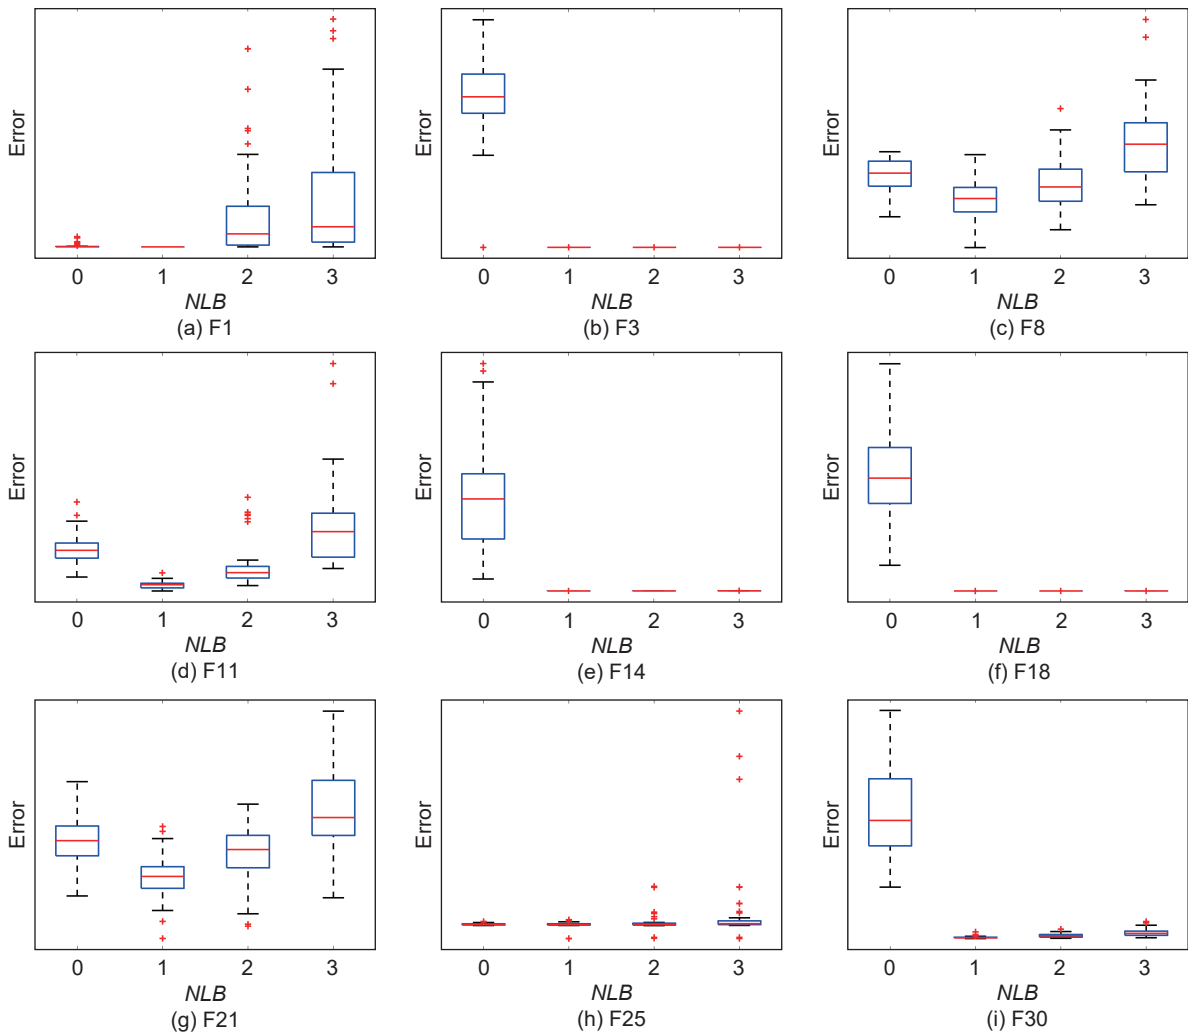 Error
0 1 2 3
NLB
(a) F1
Error
0 1 2 3
NLB
(b) F3
Error
0 1 2 3
NLB
(c) F8
Error
0 1 2 3
NLB
(d) F11
Error
0 1 2 3
NLB
(e) F14
Error
0 1 2 3
NLB
(f) F18
Error
0 1 2 3
NLB
(g) F21
Error
0 1 2 3
NLB
(h) F25
Error
0 1 2 3
NLB
(i) F30